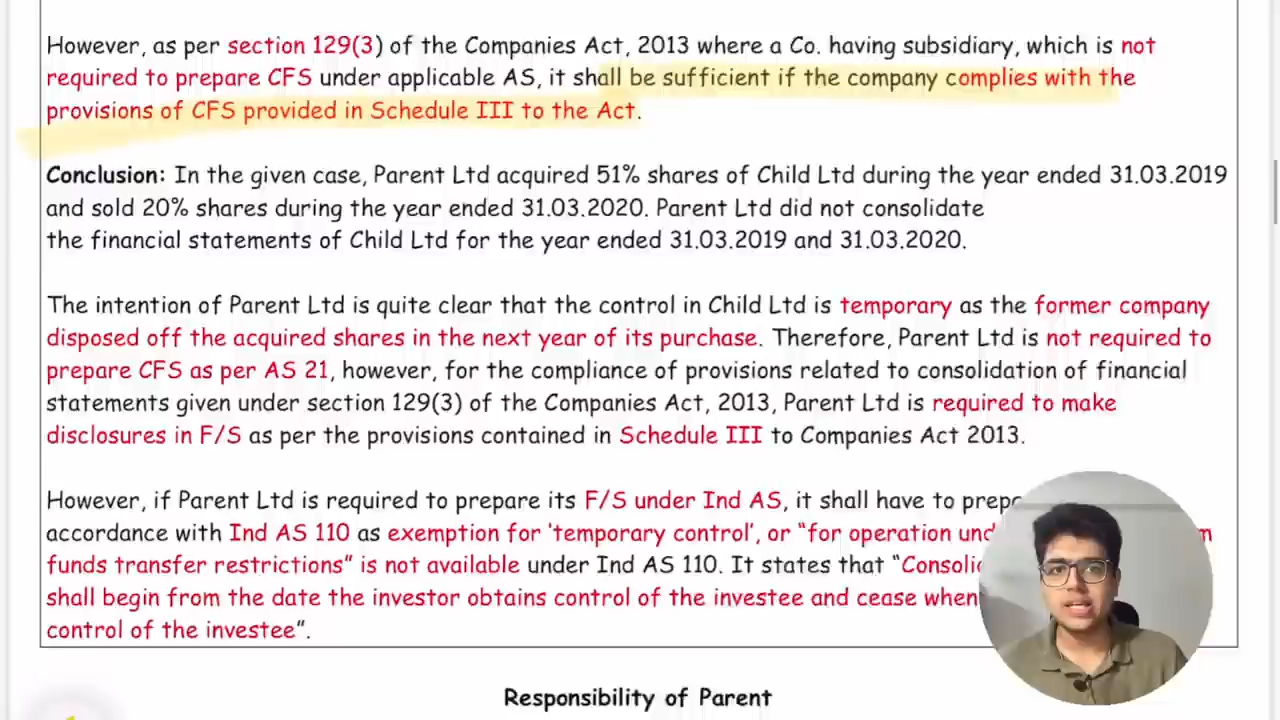 However, as per section 129(3) of the Companies Act, 2013 where a Co. having subsidiary, which is not
required to prepare CFS under applicable AS, it shall be sufficient if the company complies with the
provisions of CFS provided in Schedule III to the Act.
Conclusion: In the given case, Parent Ltd acquired 51% shares of Child Ltd during the year ended 31.03.2019
and sold 20% shares during the year ended 31.03.2020. Parent Ltd did not consolidate
the financial statements of Child Ltd for the year ended 31.03.2019 and 31.03.2020.
The intention of Parent Ltd is quite clear that the control in Child Ltd is temporary as the former company
disposed off the acquired shares in the next year of its purchase. Therefore, Parent Ltd is not required to
prepare CFS as per AS 21, however, for the compliance of provisions related to consolidation of financial
statements given under section 129(3) of the Companies Act, 2013, Parent Ltd is required to make
disclosures in F/S as per the provisions contained in Schedule III to Companies Act 2013.
However, if Parent Ltd is required to prepare its F/S under Ind AS, it shall have to
accordance with Ind AS 110 as exemption for 'temporary control', or "for operation
funds transfer restrictions" is not available under Ind AS 110. It states that
shall begin from the date the investor obtains control of the investee and cease when
control of the investee".
Responsibility of Parent